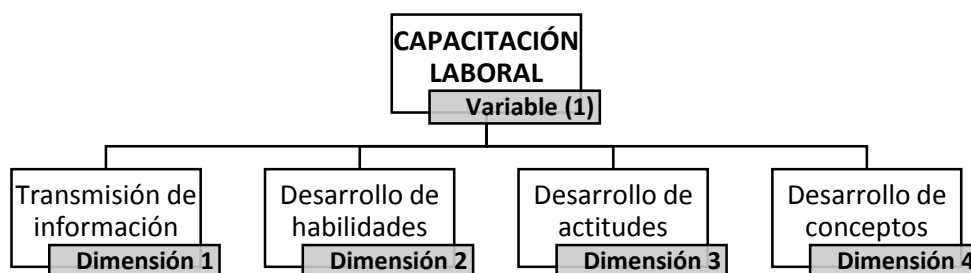 CAPACITACIÓN
LABORAL
Variable (1)
Transmisión de
información
Dimensión 1
Desarrollo de
habilidades
Dimensión 2
Desarrollo de
actitudes
Dimensión 3
Desarrollo de
conceptos
Dimensión 4